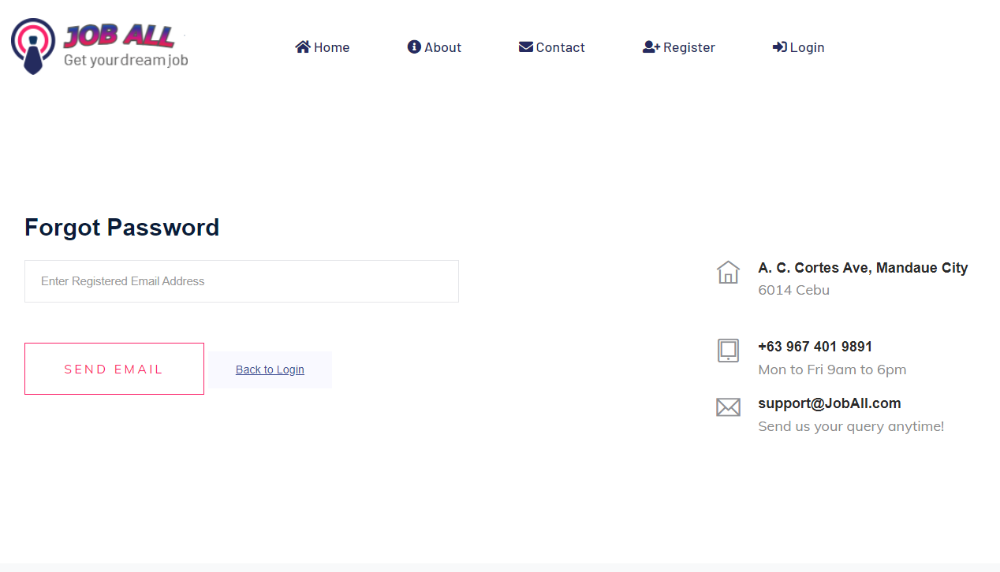 JOB ALL
Get your dream job
Home About Contact Register Login
Forgot Password
Enter Registered Email Address
SEND EMAIL Back to Login
A. C. Cortes Ave, Mandaue City
6014 Cebu
+63 967 401 9891
Mon to Fri 9am to 6pm
support@JobAll.com
Send us your query anytime!